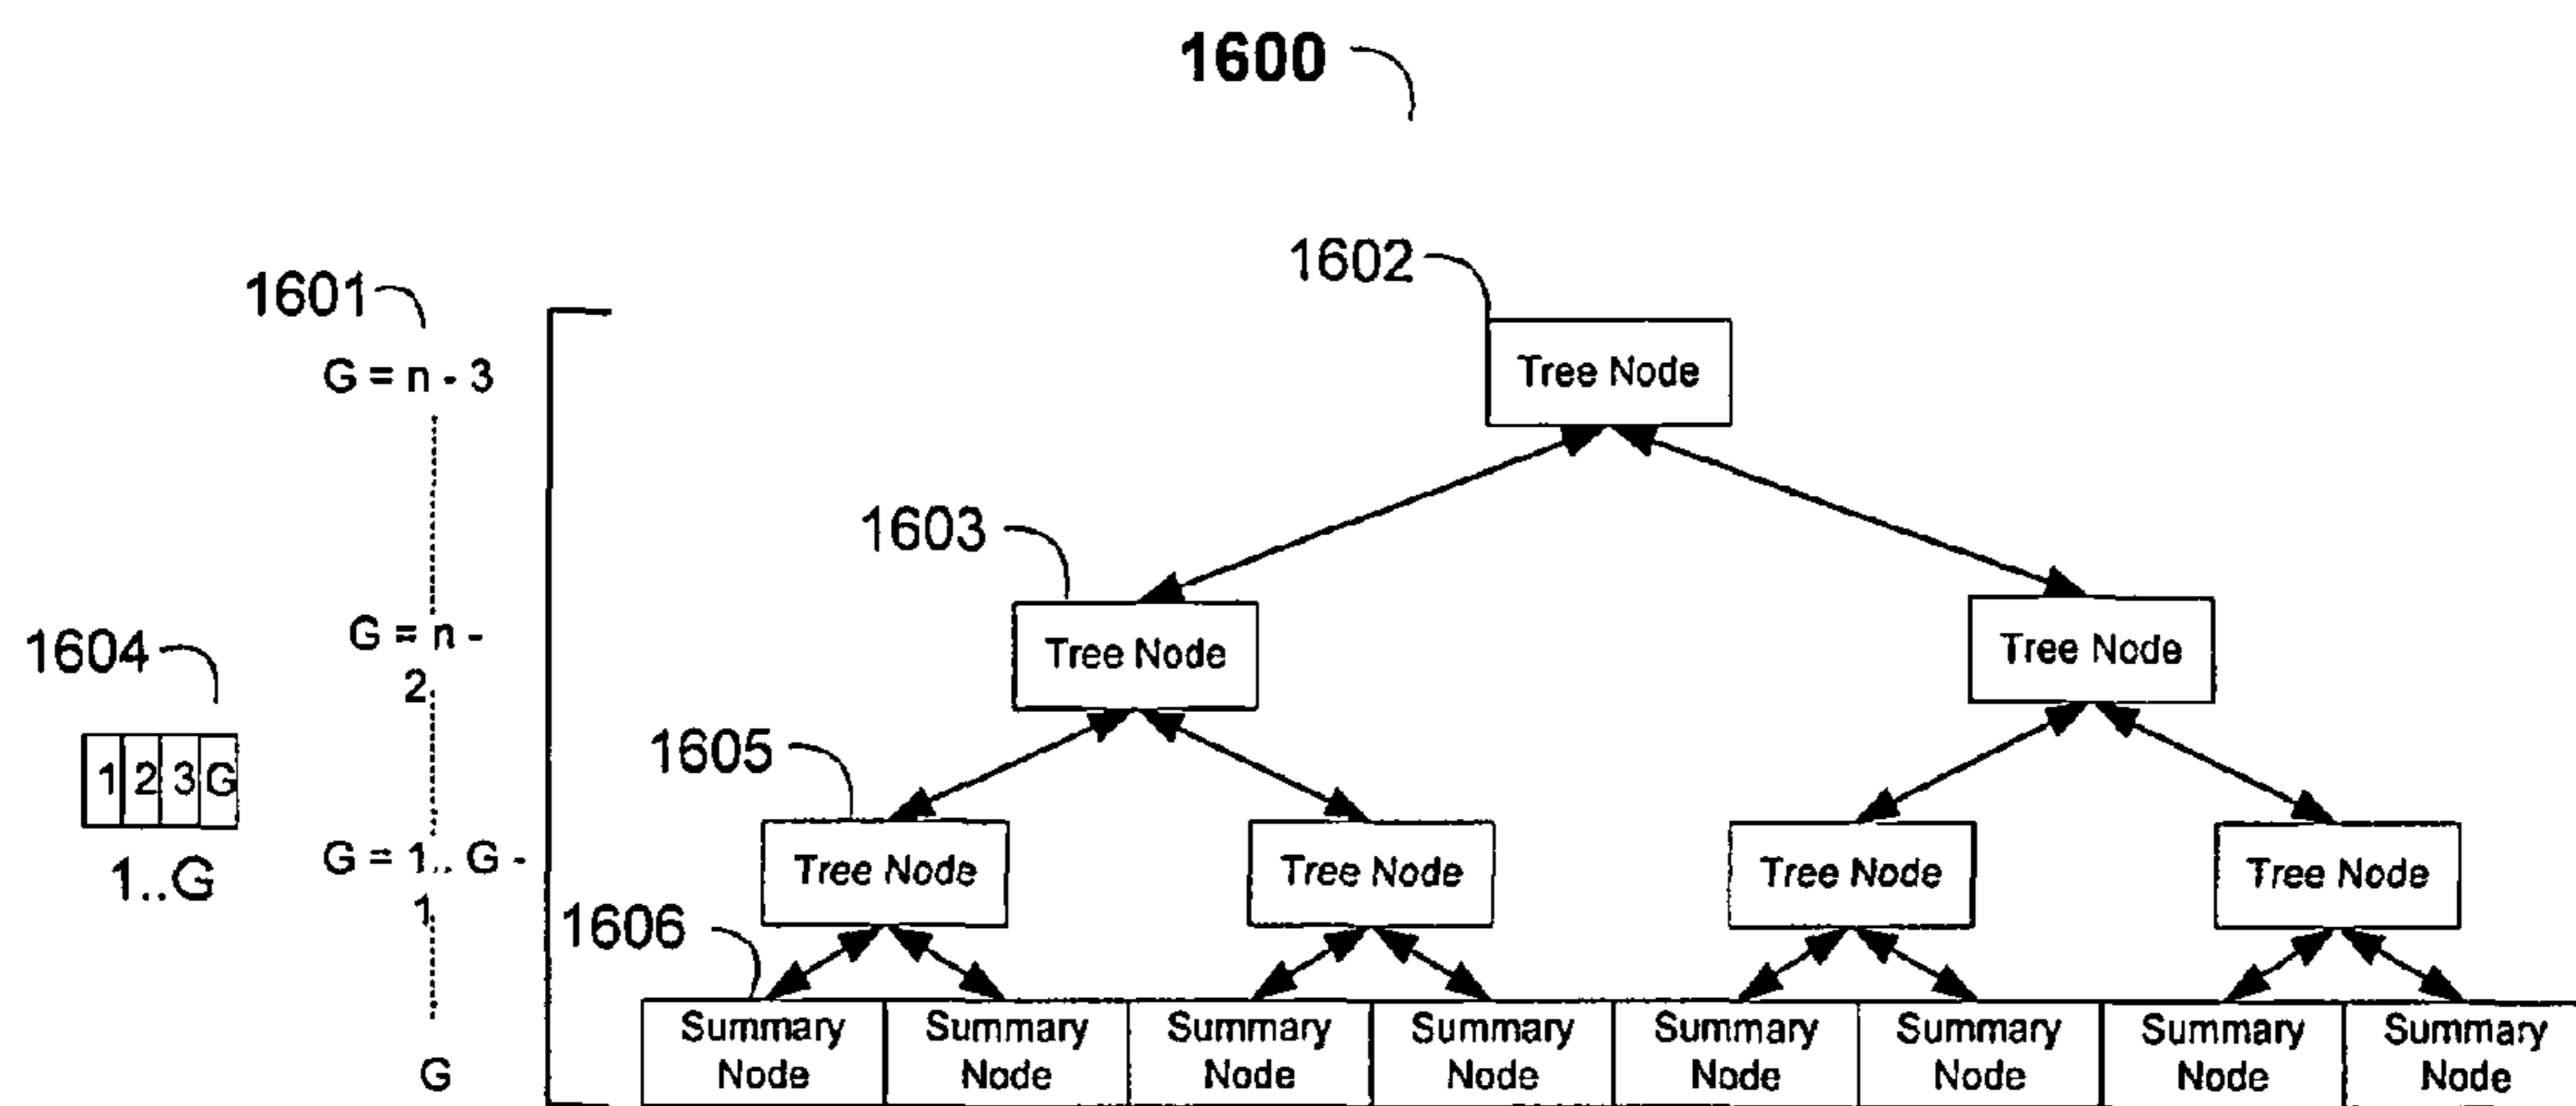 1600
1602
1601
G = n - 3
Tree Node
1603
G = n -
2
1604
Tree Node
Tree Node
1605
1 2 3 G
1..G
G = 1.. G -
1
Tree Node
Tree Node
Tree Node
Tree Node
1606
G
Summary
Node
Summary
Node
Summary
Node
Summary
Node
Summary
Node
Summary
Node
Summary
Node
Summary
Node